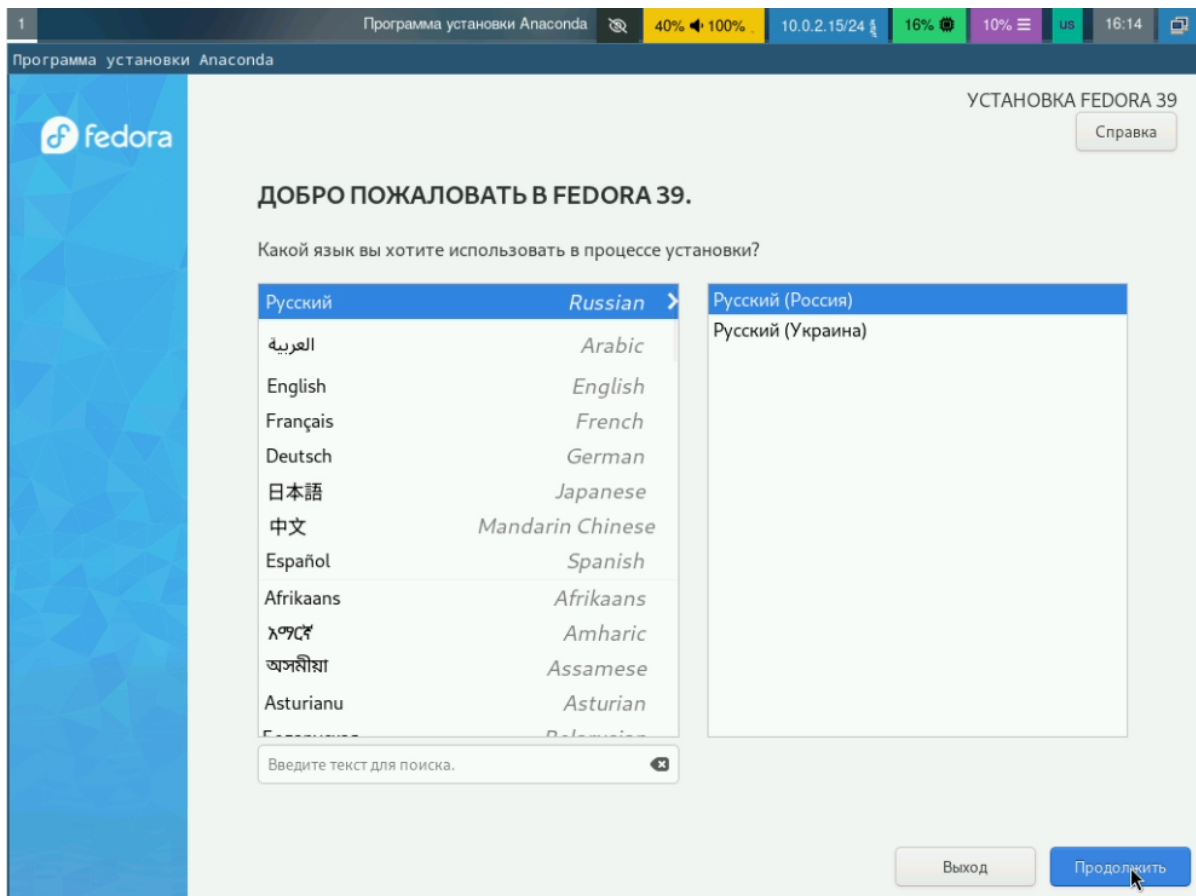 1 Программа установки Anaconda 40% 100% 10.0.2.15/24 16% 10% us 16:14
Программа установки Anaconda
fedora
УСТАНОВКА FEDORA 39
Справка
ДОБРО ПОЖАЛОВАТЬ В FEDORA 39.
Какой язык вы хотите использовать в процессе установки?
Русский Russian
العربية Arabic
English English
Français French
Deutsch German
日本語 Japanese
中文 Mandarin Chinese
Español Spanish
Afrikaans Afrikaans
አማርኛ Amharic
অসমীয়া Assamese
Asturianu Asturian
Русский (Россия)
Русский (Украина)
Введите текст для поиска.
Выход Продолжить